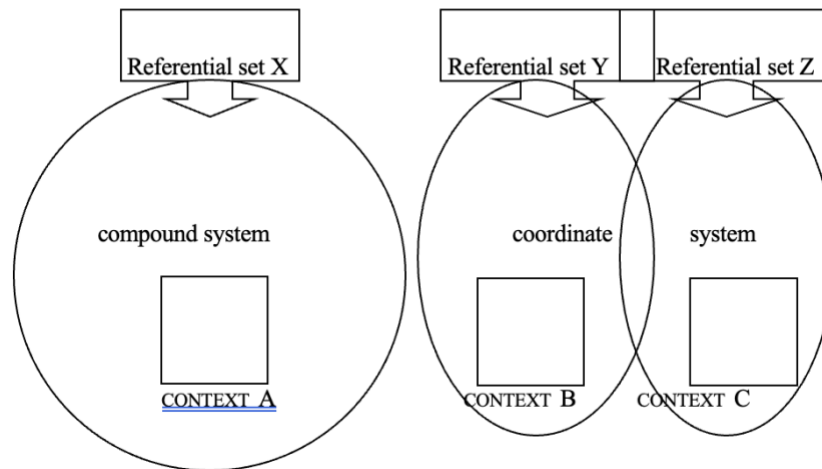 Referential set X
Referential set Y
Referential set Z
compound system
coordinate
system
CONTEXT A
CONTEXT B
CONTEXT C